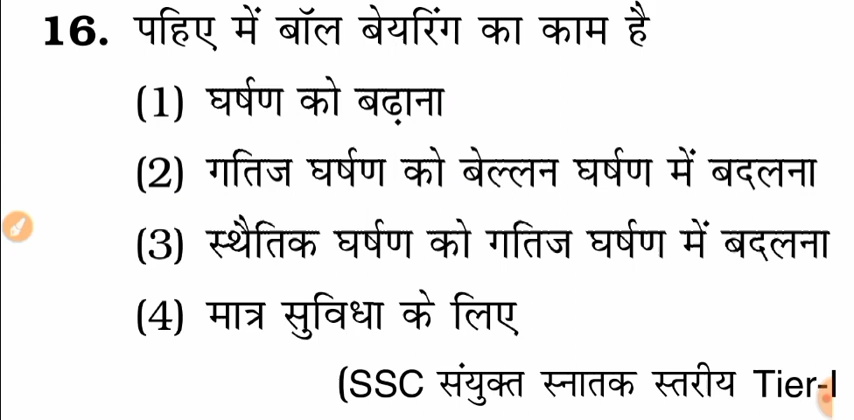 16. पहिए में बॉल बेयरिंग का काम है
(1) घर्षण को बढ़ाना
(2) गतिज घर्षण को बेल्लन घर्षण में बदलना
(3) स्थैतिक घर्षण को गतिज घर्षण में बदलना
(4) मात्र सुविधा के लिए
(SSC संयुक्त स्नातक स्तरीय Tier-I